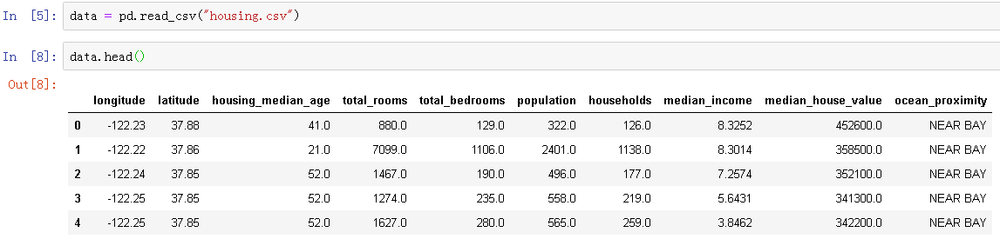 In [5]: data = pd.read_csv("housing.csv")
In [8]: data.head()
Out[8]:
longitude latitude housing_median_age total_rooms total_bedrooms population households median_income median_house_value ocean_proximity
0 -122.23 37.88 41.0 880.0 129.0 322.0 126.0 8.3252 452600.0 NEAR BAY
1 -122.22 37.86 21.0 7099.0 1106.0 2401.0 1138.0 8.3014 358500.0 NEAR BAY
2 -122.24 37.85 52.0 1467.0 190.0 496.0 177.0 7.2574 352100.0 NEAR BAY
3 -122.25 37.85 52.0 1274.0 235.0 558.0 219.0 5.6431 341300.0 NEAR BAY
4 -122.25 37.85 52.0 1627.0 280.0 565.0 259.0 3.8462 342200.0 NEAR BAY